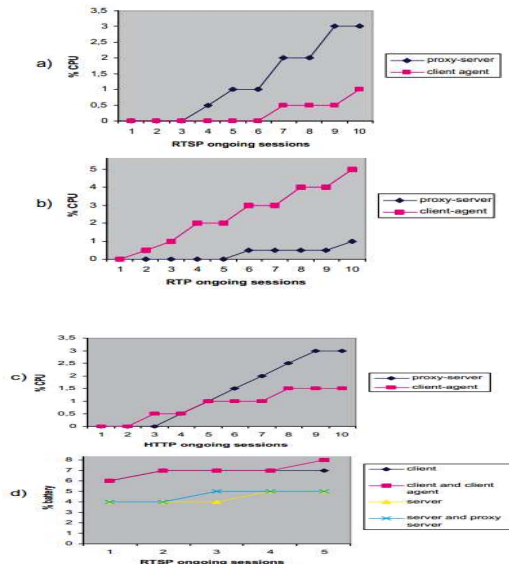 a)
% CPU
3,5
3
2,5
2
1,5
1
0,5
0
1 2 3 4 5 6 7 8 9 10
RTSP ongoing sessions
proxy-server
client agent
b)
% CPU
5
4
3
2
1
0
1 2 3 4 5 6 7 8 9 10
RTP ongoing sessions
proxy-server
client-agent
c)
% CPU
3,5
3
2,5
2
1,5
1
0,5
0
1 2 3 4 5 6 7 8 9 10
HTTP ongoing sessions
proxy-server
client-agent
d)
% battery
8
7
6
5
4
3
2
1
0
1 2 3 4 5
RTSP ongoing sessions
client
client and client
agent
server
server and proxy
server